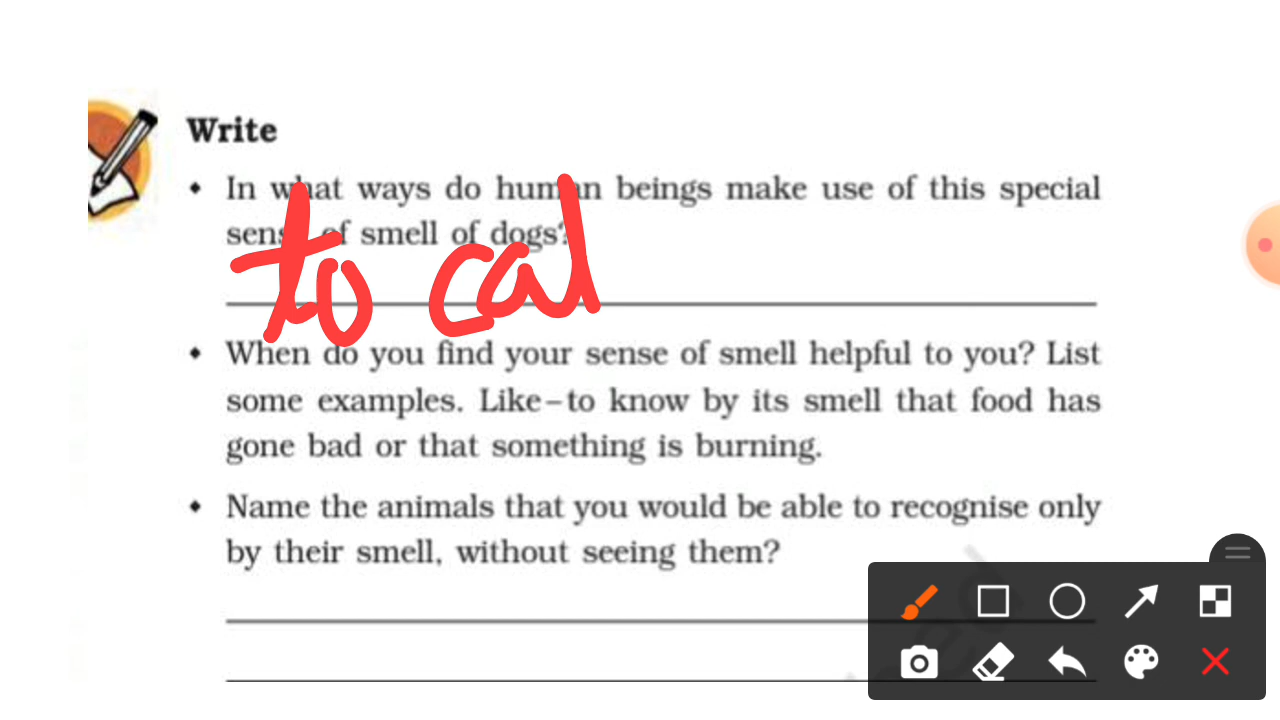 Write
• In what ways do human beings make use of this special
sense of smell of dogs?
to cal
• When do you find your sense of smell helpful to you? List
some examples. Like–to know by its smell that food has
gone bad or that something is burning.
• Name the animals that you would be able to recognise only
by their smell, without seeing them?